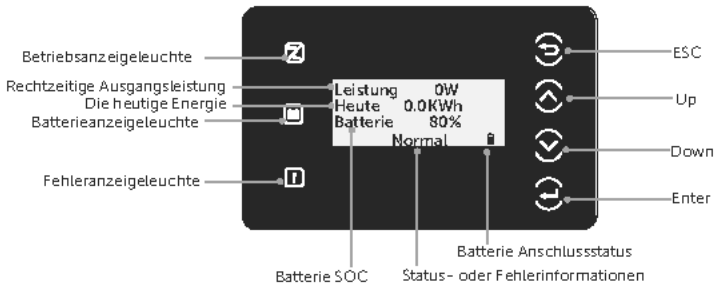 Betriebsanzeigeleuchte
Rechtzeitige Ausgangsleistung
Die heutige Energie
Batterieanzeigeleuchte
Fehleranzeigeleuchte
Leistung 0W
Heute 0.0KWh
Batterie 80%
Normal
ESC
Up
Down
Enter
Batterie Anschlussstatus
Batterie SOC
Status- oder Fehlerinformationen